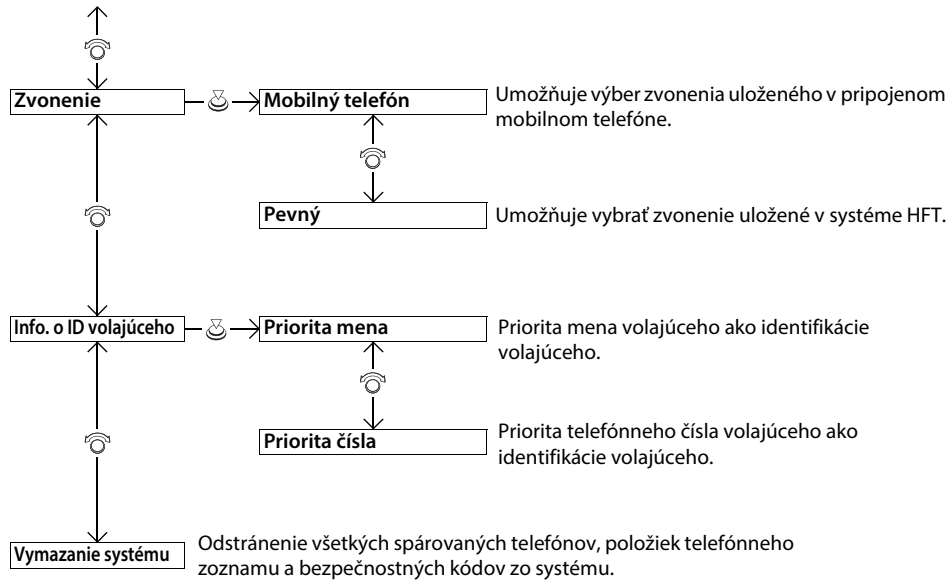 Zvonenie
Mobilný telefón
Umožňuje výber zvonenia uloženého v pripojenom
mobilnom telefóne.
Pevný
Umožňuje vybrať zvonenie uložené v systéme HFT.
Info. o ID volajúceho
Priorita mena
Priorita mena volajúceho ako identifikácie
volajúceho.
Priorita čísla
Priorita telefónneho čísla volajúceho ako
identifikácie volajúceho.
Vymazanie systému
Odstránenie všetkých spárovaných telefónov, položiek telefónneho
zoznamu a bezpečnostných kódov zo systému.